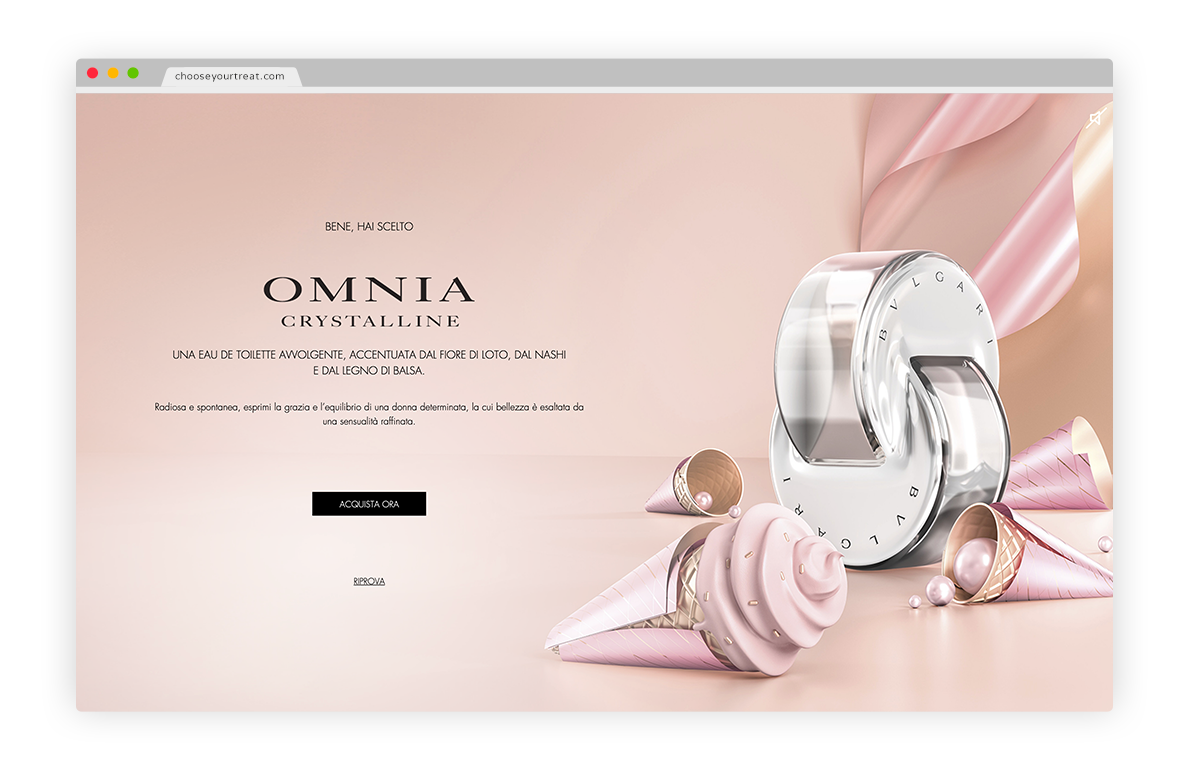 chooseyourtreat.com
BENE, HAI SCELTO
OMNIA
CRYSTALLINE
UNA EAU DE TOILETTE AVVOLGENTE, ACCENTUATA DAL FIORE DI LOTO, DAL NASHI
E DAL LEGNO DI BALSA.
Radiosa e spontanea, esprimi la grazia e l'equilibrio di una donna determinata, la cui bellezza è esaltata da
una sensualità raffinata.
ACQUISTA ORA
RIPROVA
BVLGARI
BVLGARI